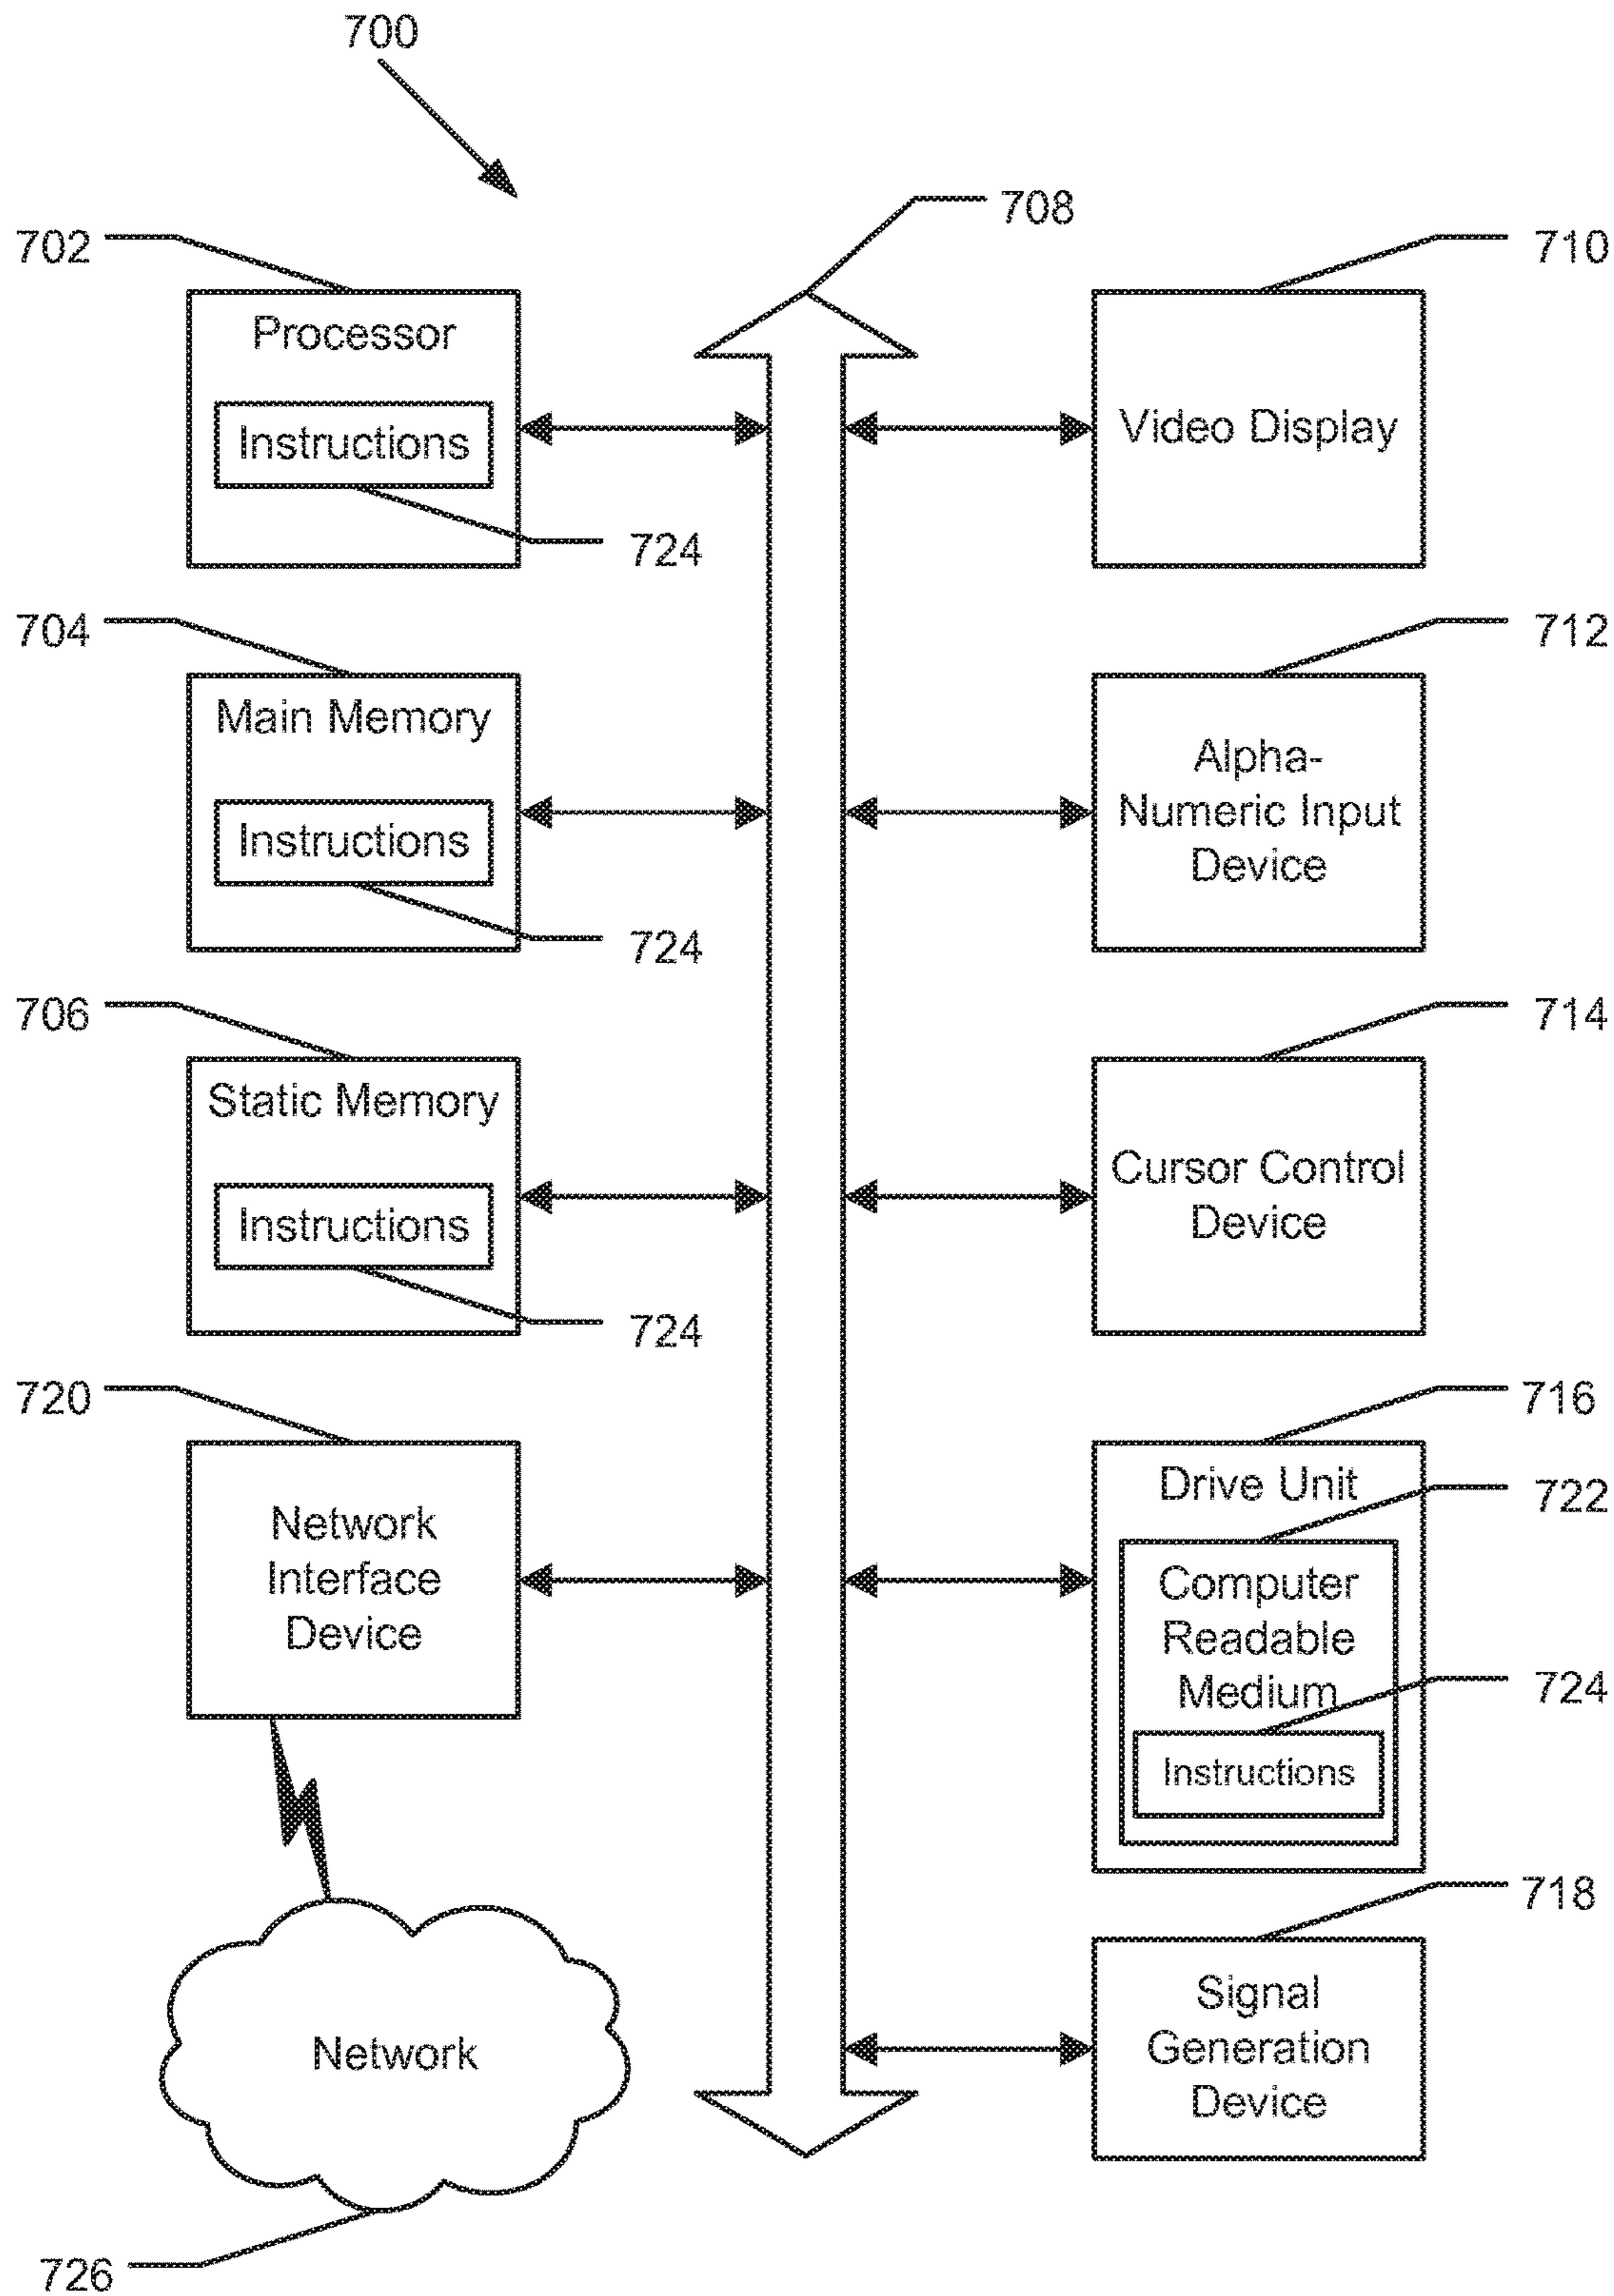 700
708
702
710
Processor
Instructions
724
Video Display
704
712
Main Memory
Instructions
724
Alpha-
Numeric Input
Device
706
714
Static Memory
Instructions
724
Cursor Control
Device
720
716
Network
Interface
Device
Drive Unit
722
Computer
Readable
Medium
724
Instructions
718
Network
Signal
Generation
Device
726